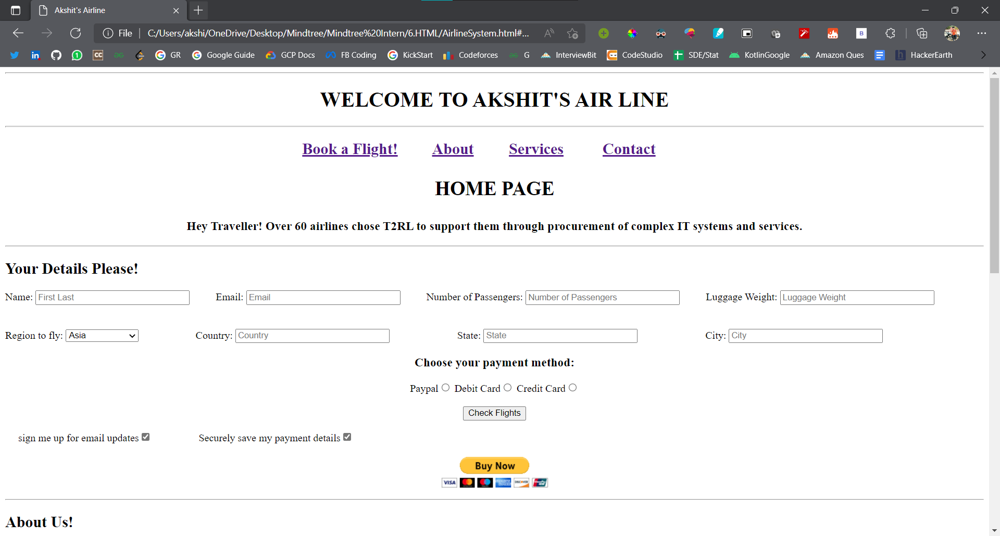 Akshit's Airline
File C:/Users/akshi/OneDrive/Desktop/Mindtree/Mindtree%20Intern/6.HTML/AirlineSystem.html#...
GR Google Guide GCP Docs FB Coding KickStart Codeforces G InterviewBit CodeStudio SDE/Stat KotlinGoogle Amazon Ques HackerEarth
WELCOME TO AKSHIT'S AIR LINE
Book a Flight! About Services Contact
HOME PAGE
Hey Traveller! Over 60 airlines chose T2RL to support them through procurement of complex IT systems and services.
Your Details Please!
Name: First Last Email: Email Number of Passengers: Number of Passengers Luggage Weight: Luggage Weight
Region to fly: Asia Country: Country State: State City: City
Choose your payment method:
Paypal Debit Card Credit Card
Check Flights
sign me up for email updates Securely save my payment details
Buy Now
VISA DISCOVER
About Us!